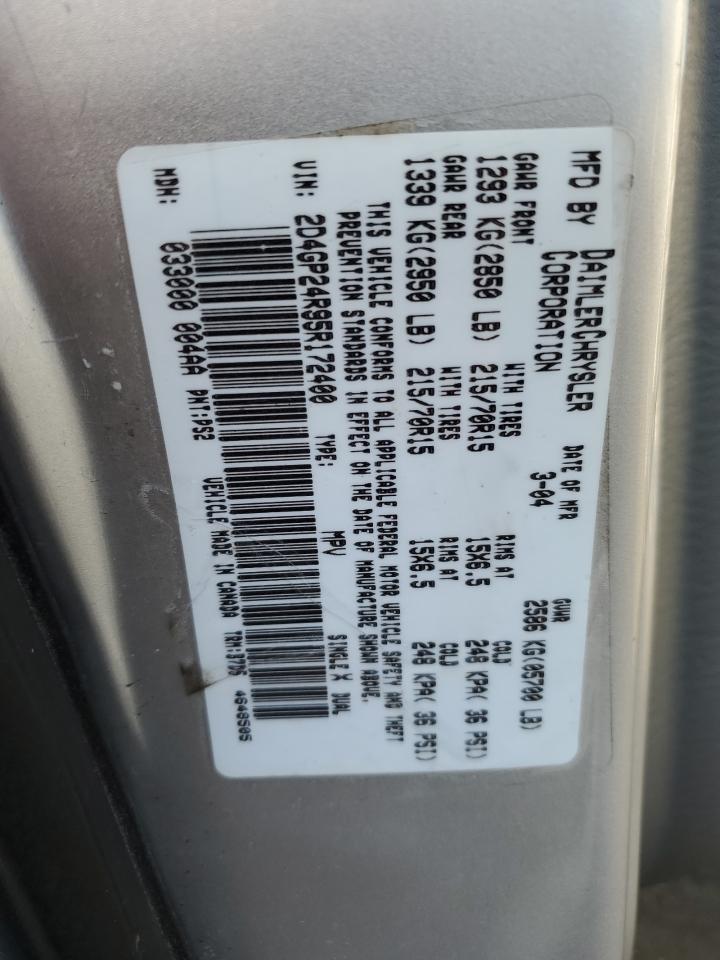 MFD BY DAIMLERCHRYSLER CORPORATION DATE OF MFR 3-04 GVWR 2586 KG(05700 LB)
GAWR FRONT WITH TIRES RIMS AT COLD
1293 KG(2850 LB) 215/70R15 15X6.5 248 KPA( 36 PSI)
GAWR REAR WITH TIRES RIMS AT COLD
1339 KG(2950 LB) 215/70R15 15X6.5 248 KPA( 36 PSI)
THIS VEHICLE CONFORMS TO ALL APPLICABLE FEDERAL MOTOR VEHICLE SAFETY AND THEFT
PREVENTION STANDARDS IN EFFECT ON THE DATE OF MANUFACTURE SHOWN ABOVE.
VIN: 2D4GP24R95R172400 TYPE: MPV SINGLE X DUAL
MDH: 033000 004AA PNT:PS2 VEHICLE MADE IN CANADA 4648505